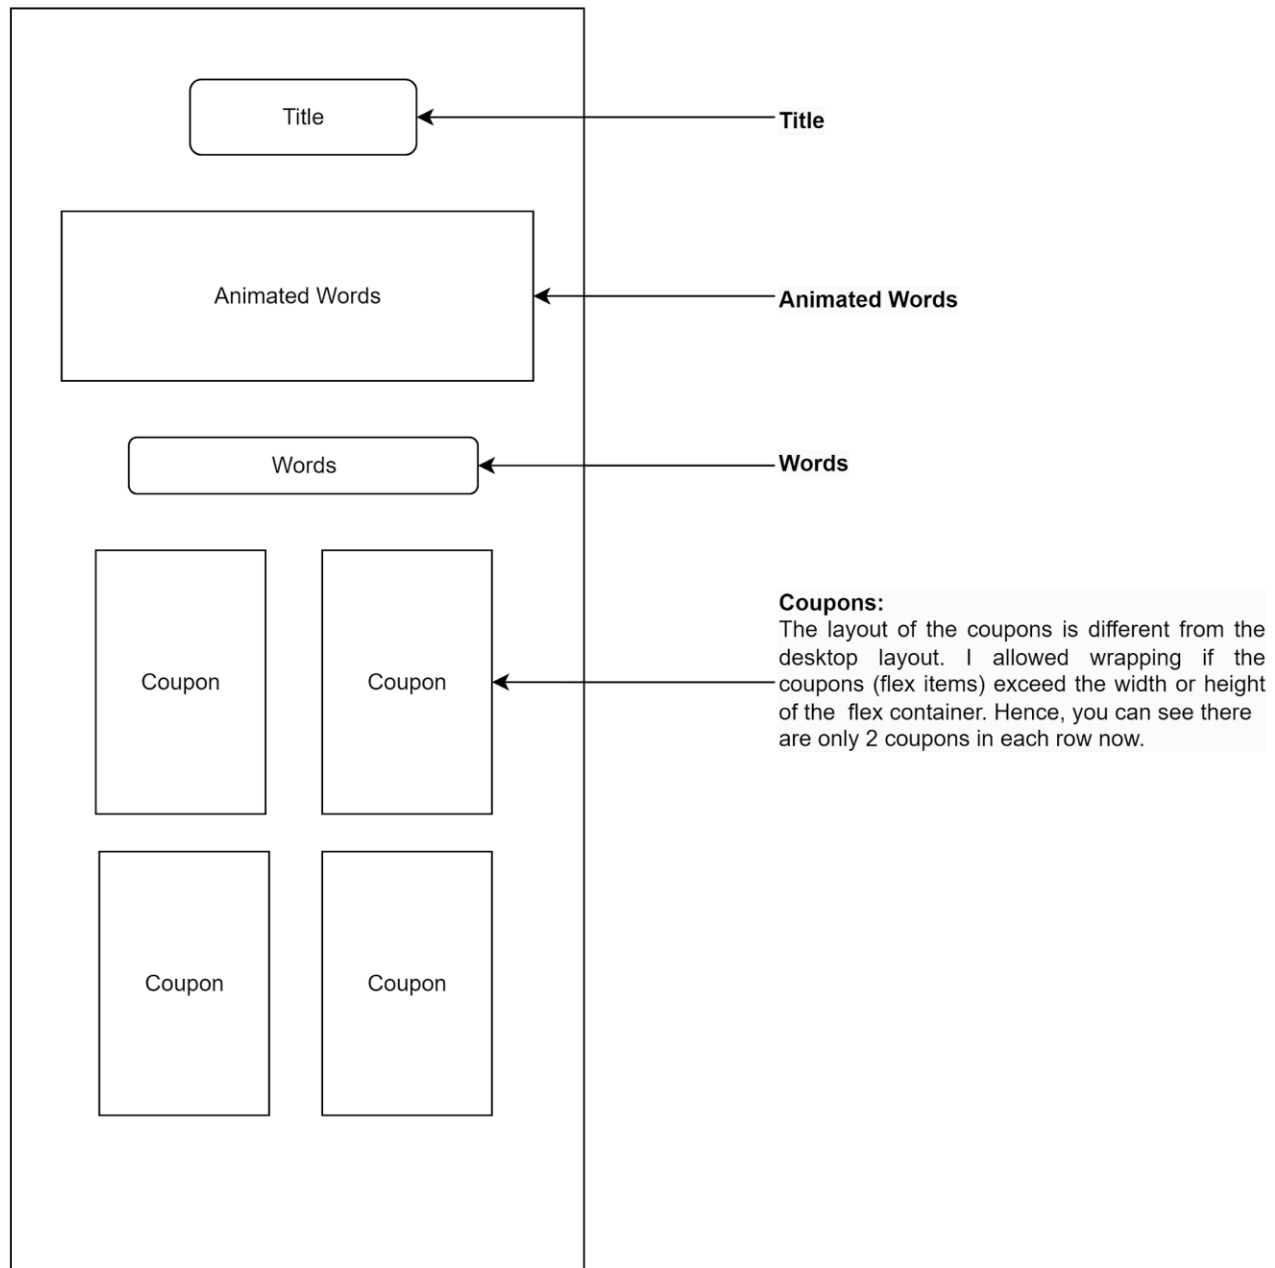 Title
Title
Animated Words
Animated Words
Words
Words
Coupon
Coupon
Coupons:
The layout of the coupons is different from the
desktop layout. I allowed wrapping if the
coupons (flex items) exceed the width or height
of the flex container. Hence, you can see there
are only 2 coupons in each row now.
Coupon
Coupon